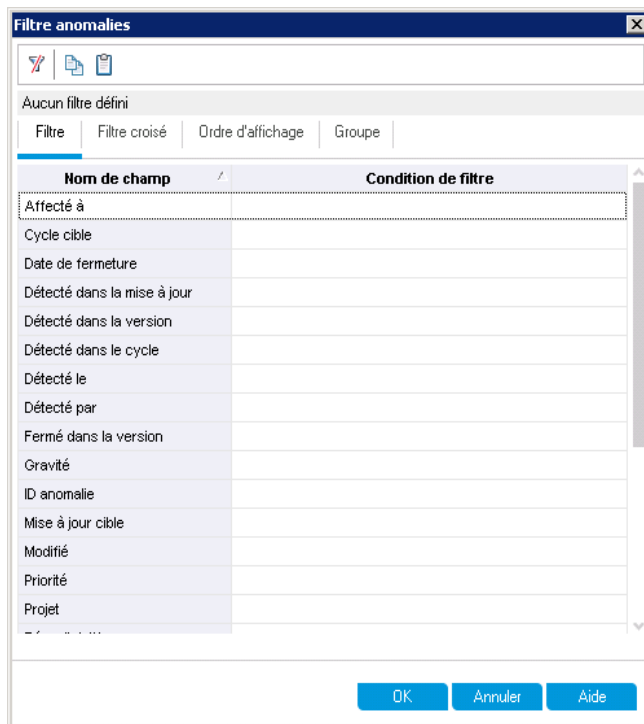 Filtre anomalies
Aucun filtre défini
Filtre Filtre croisé Ordre d'affichage Groupe
Nom de champ Condition de filtre
Affecté à
Cycle cible
Date de fermeture
Détecté dans la mise à jour
Détecté dans la version
Détecté dans le cycle
Détecté le
Détecté par
Fermé dans la version
Gravité
ID anomalie
Mise à jour cible
Modifié
Priorité
Projet
OK Annuler Aide